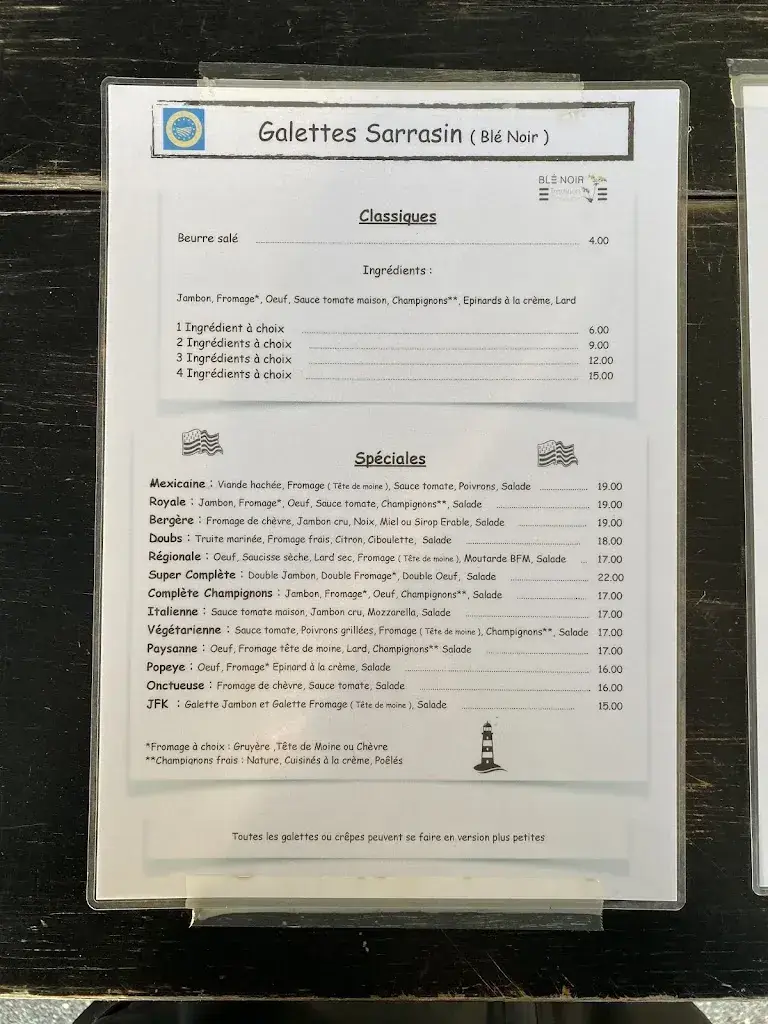 Galettes Sarrasin ( Blé Noir )
BLÉ NOIR
Classiques
Beurre salé 4.00
Ingrédients :
Jambon, Fromage*, Oeuf, Sauce tomate maison, Champignons**, Epinards à la crème, Lard
1 Ingrédient à choix 6.00
2 Ingrédients à choix 9.00
3 Ingrédients à choix 12.00
4 Ingrédients à choix 15.00
Spéciales
Mexicaine : Viande hachée, Fromage ( Tête de moine ), Sauce tomate, Poivrons, Salade 19.00
Royale : Jambon, Fromage*, Oeuf, Sauce tomate, Champignons**, Salade 19.00
Bergère : Fromage de chèvre, Jambon cru, Noix, Miel ou Sirop Erable, Salade 19.00
Doubs : Truite marinée, Fromage frais, Citron, Ciboulette, Salade 18.00
Régionale : Oeuf, Saucisse sèche, Lard sec, Fromage ( Tête de moine ), Moutarde BFM, Salade 17.00
Super Complète : Double Jambon, Double Fromage*, Double Oeuf, Salade 22.00
Complète Champignons : Jambon, Fromage*, Oeuf, Champignons**, Salade 17.00
Italienne : Sauce tomate maison, Jambon cru, Mozzarella, Salade 17.00
Végétarienne : Sauce tomate, Poivrons grillées, Fromage ( Tête de moine ), Champignons**, Salade 17.00
Paysanne : Oeuf, Fromage tête de moine, Lard, Champignons** Salade 17.00
Popeye : Oeuf, Fromage* Epinard à la crème, Salade 16.00
Onctueuse : Fromage de chèvre, Sauce tomate, Salade 16.00
JFK : Galette Jambon et Galette Fromage ( Tête de moine ), Salade 15.00
*Fromage à choix : Gruyère ,Tête de Moine ou Chèvre
**Champignons frais : Nature, Cuisinés à la crème, Poêlés
Toutes les galettes ou crêpes peuvent se faire en version plus petites